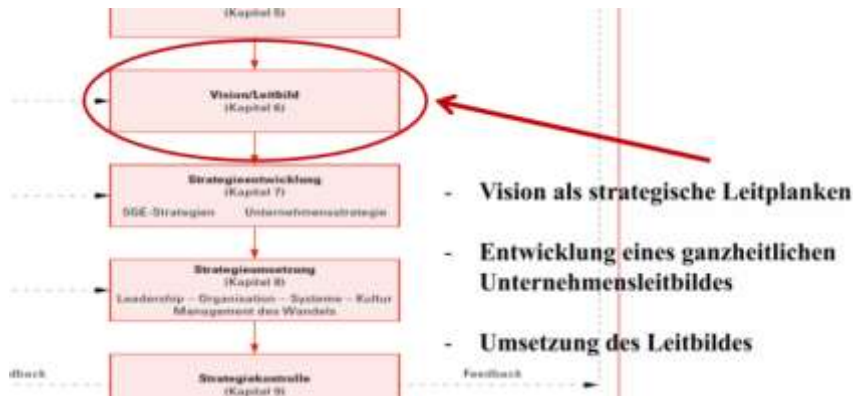 (Kapitel 5)
Vision/Leitbild
(Kapitel 6)
Strategieentwicklung
(Kapitel 7)
SGE-Strategien Unternehmensstrategie
Strategieumsetzung
(Kapitel 8)
Leadership – Organisation – Systeme – Kultur
Management des Wandels
Strategiekontrolle
(Kapitel 9)
dback
Feedback
- Vision als strategische Leitplanken
- Entwicklung eines ganzheitlichen
Unternehmensleitbildes
- Umsetzung des Leitbildes